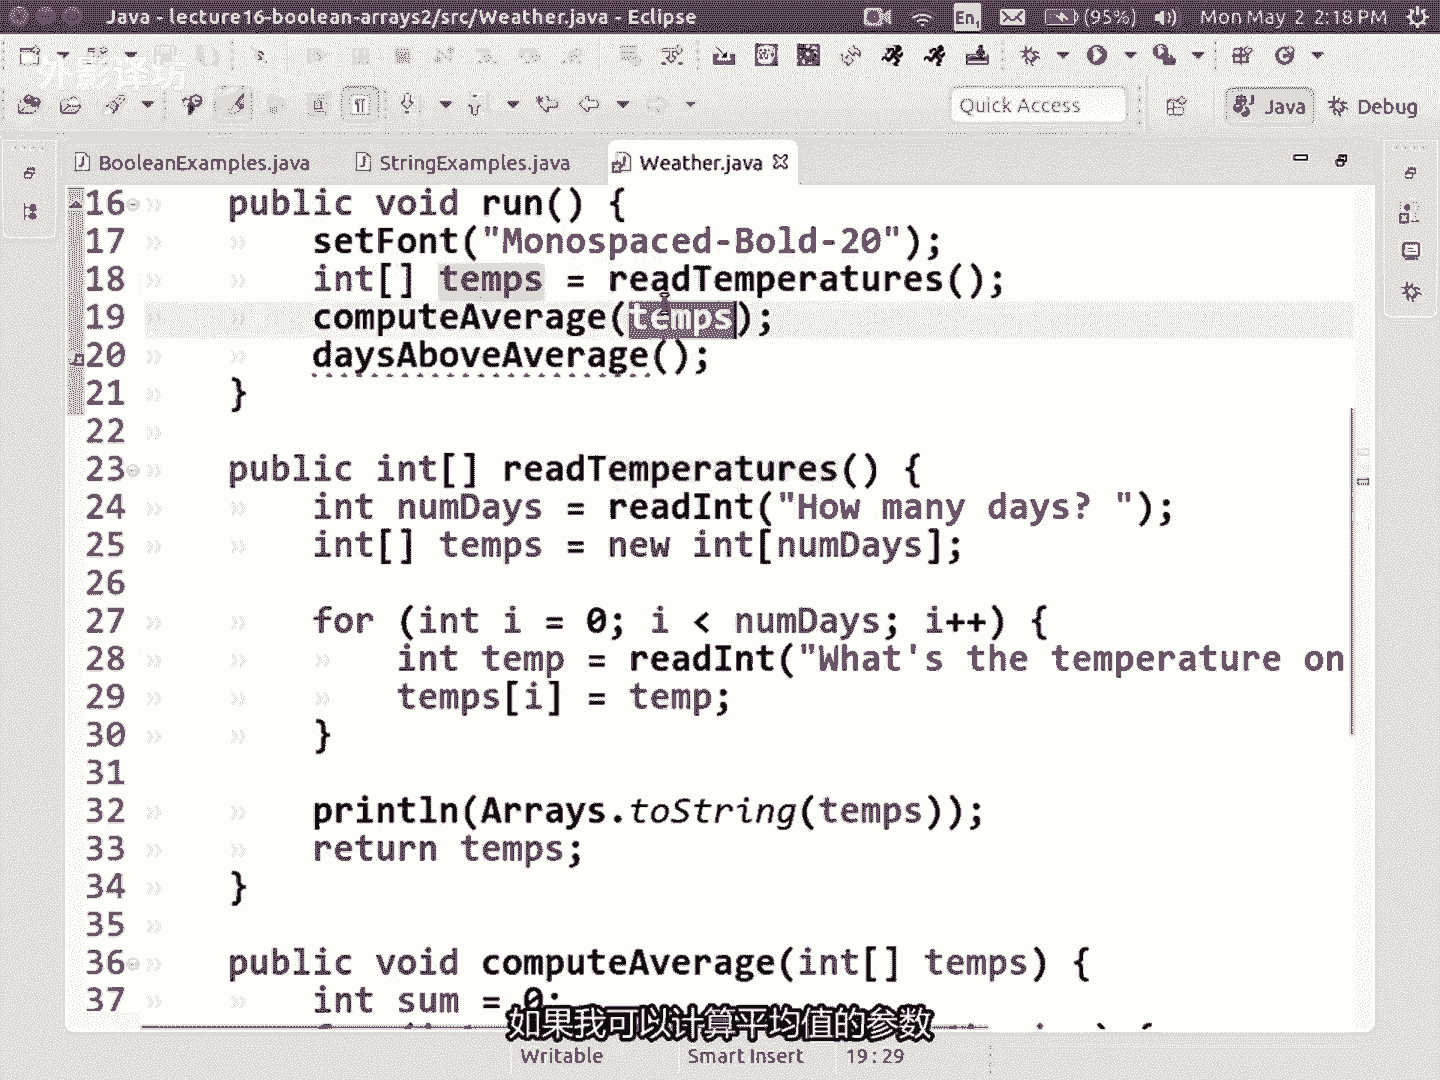 Java - lecture16-boolean-arrays2/src/Weather.java - Eclipse
En1
(95%)
Mon May 2 2:18 PM
外影译坊
Quick Access
Java
Debug
BooleanExamples.java
StringExamples.java
Weather.java
16 public void run() {
17 setFont("Monospaced-Bold-20");
18 int[] temps = readTemperatures();
19 computeAverage(temps);
20 daysAboveAverage();
21 }
22
23 public int[] readTemperatures() {
24 int numDays = readInt("How many days? ");
25 int[] temps = new int[numDays];
26
27 for (int i = 0; i < numDays; i++) {
28 int temp = readInt("What's the temperature on
29 temps[i] = temp;
30 }
31
32 println(Arrays.toString(temps));
33 return temps;
34 }
35
36 public void computeAverage(int[] temps) {
37 int sum = 0;
如果我可以计算平均值的参数
Writable
Smart Insert
19 : 29